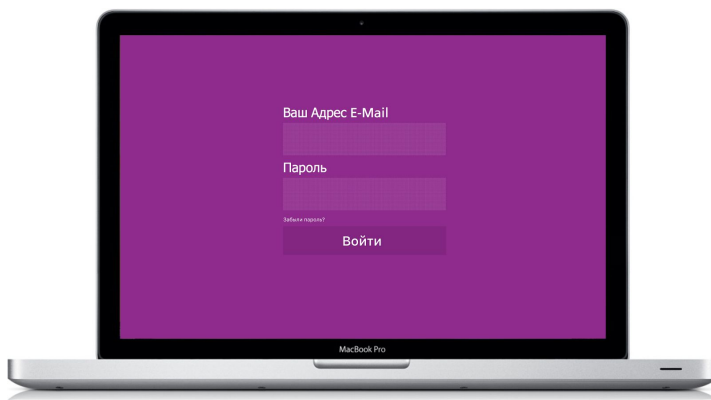 Ваш Адрес E-Mail
Пароль
Забыли пароль?
Войти
MacBook Pro